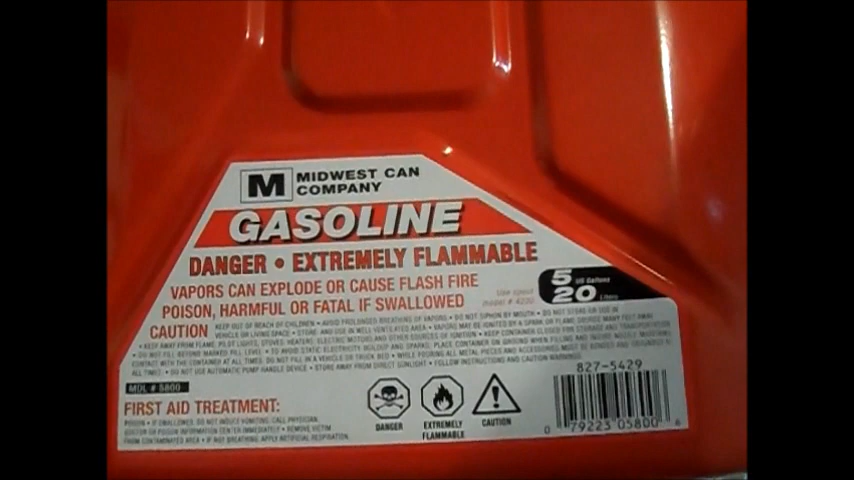 M MIDWEST CAN
COMPANY
GASOLINE
DANGER • EXTREMELY FLAMMABLE
VAPORS CAN EXPLODE OR CAUSE FLASH FIRE
POISON, HARMFUL OR FATAL IF SWALLOWED
Use spout
model # 4230
5 US Gallons
20 Liters
CAUTION KEEP OUT OF REACH OF CHILDREN • AVOID PROLONGED BREATHING OF VAPORS • DO NOT SIPHON BY MOUTH • DO NOT STORE OR USE IN
VEHICLE OR LIVING SPACE • STORE AND USE IN WELL VENTILATED AREA • VAPORS MAY BE IGNITED BY A SPARK OR FLAME SOURCE MANY FEET AWAY
• KEEP AWAY FROM FLAME, PILOT LIGHTS, STOVES, HEATERS, ELECTRIC MOTORS AND OTHER SOURCES OF IGNITION • KEEP CONTAINER CLOSED FOR STORAGE AND TRANSPORTATION
• DO NOT FILL BEYOND MARKED FILL LEVEL • TO AVOID STATIC ELECTRICITY BUILDUP AND SPARKS, PLACE CONTAINER ON GROUND WHEN FILLING AND
CONTACT WITH THE CONTAINER AT ALL TIMES. DO NOT FILL IN A VEHICLE OR TRUCK BED • WHILE POURING ALL METAL PIECES AND ACCESSORIES MUST BE BONDED AND GROUNDED AT
ALL TIMES • DO NOT USE AUTOMATIC PUMP HANDLE DEVICE • STORE AWAY FROM DIRECT SUNLIGHT • FOLLOW INSTRUCTIONS AND CAUTION WARNINGS
MDL # 5800
FIRST AID TREATMENT:
POISON • IF SWALLOWED, DO NOT INDUCE VOMITING. CALL PHYSICIAN,
DOCTOR OR POISON INFORMATION CENTER IMMEDIATELY • REMOVE VICTIM
FROM CONTAMINATED AREA • IF NOT BREATHING, APPLY ARTIFICIAL RESPIRATION.
DANGER
EXTREMELY
FLAMMABLE
CAUTION
827-5429
0 79223 05800 6